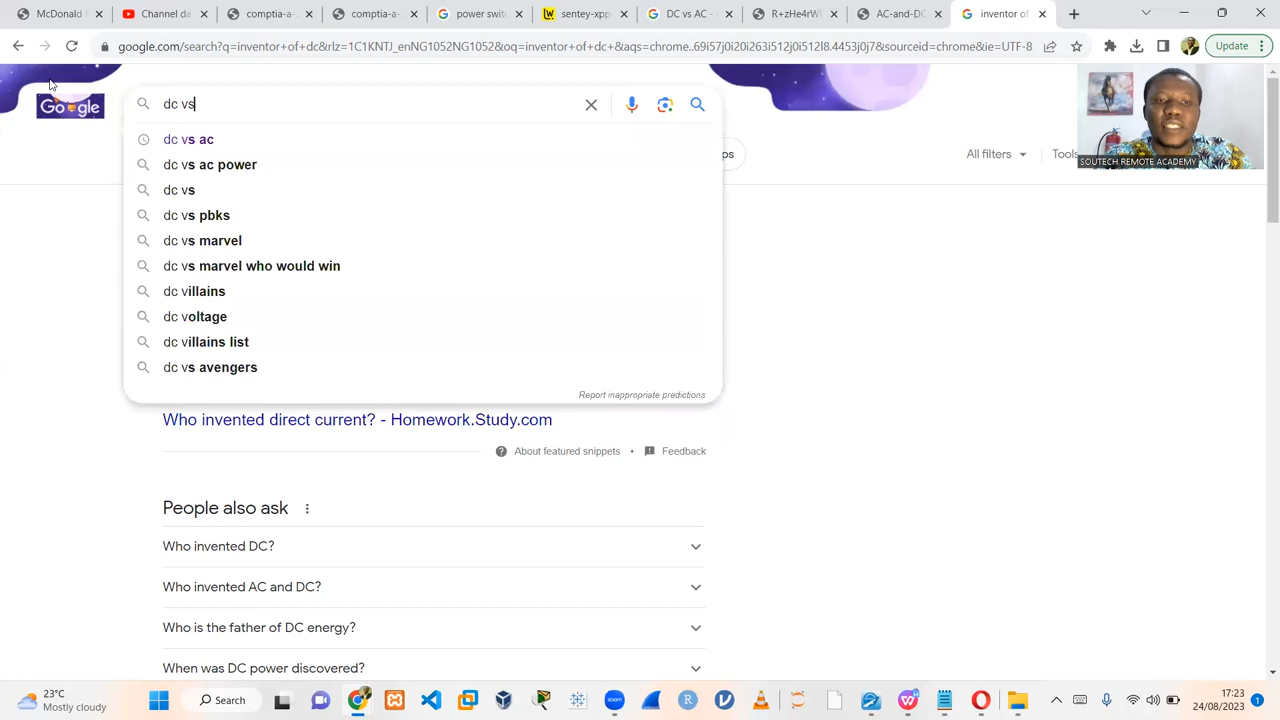 McDonald
Channel da
comptia-a-
comptia-a-
power swit
sentey-xpp
DC vs AC -
R+zHe4rV
AC-and-DC
inventor of
google.com/search?q=inventor+of+dc&rlz=1C1KNTJ_enNG1052NG1052&oq=inventor+of+dc+&aqs=chrome..69i57j0i20i263i512j0i512l8.4453j0j7&sourceid=chrome&ie=UTF-8
Update
Google
dc vs
dc vs ac
dc vs ac power
dc vs
dc vs pbks
dc vs marvel
dc vs marvel who would win
dc villains
dc voltage
dc villains list
dc vs avengers
Report inappropriate predictions
ps
All filters
Tools
SOUTECH REMOTE ACADEMY
Who invented direct current? - Homework.Study.com
About featured snippets • Feedback
People also ask
Who invented DC?
Who invented AC and DC?
Who is the father of DC energy?
When was DC power discovered?
23°C
Mostly cloudy
Search
zoom
17:23
24/08/2023
1